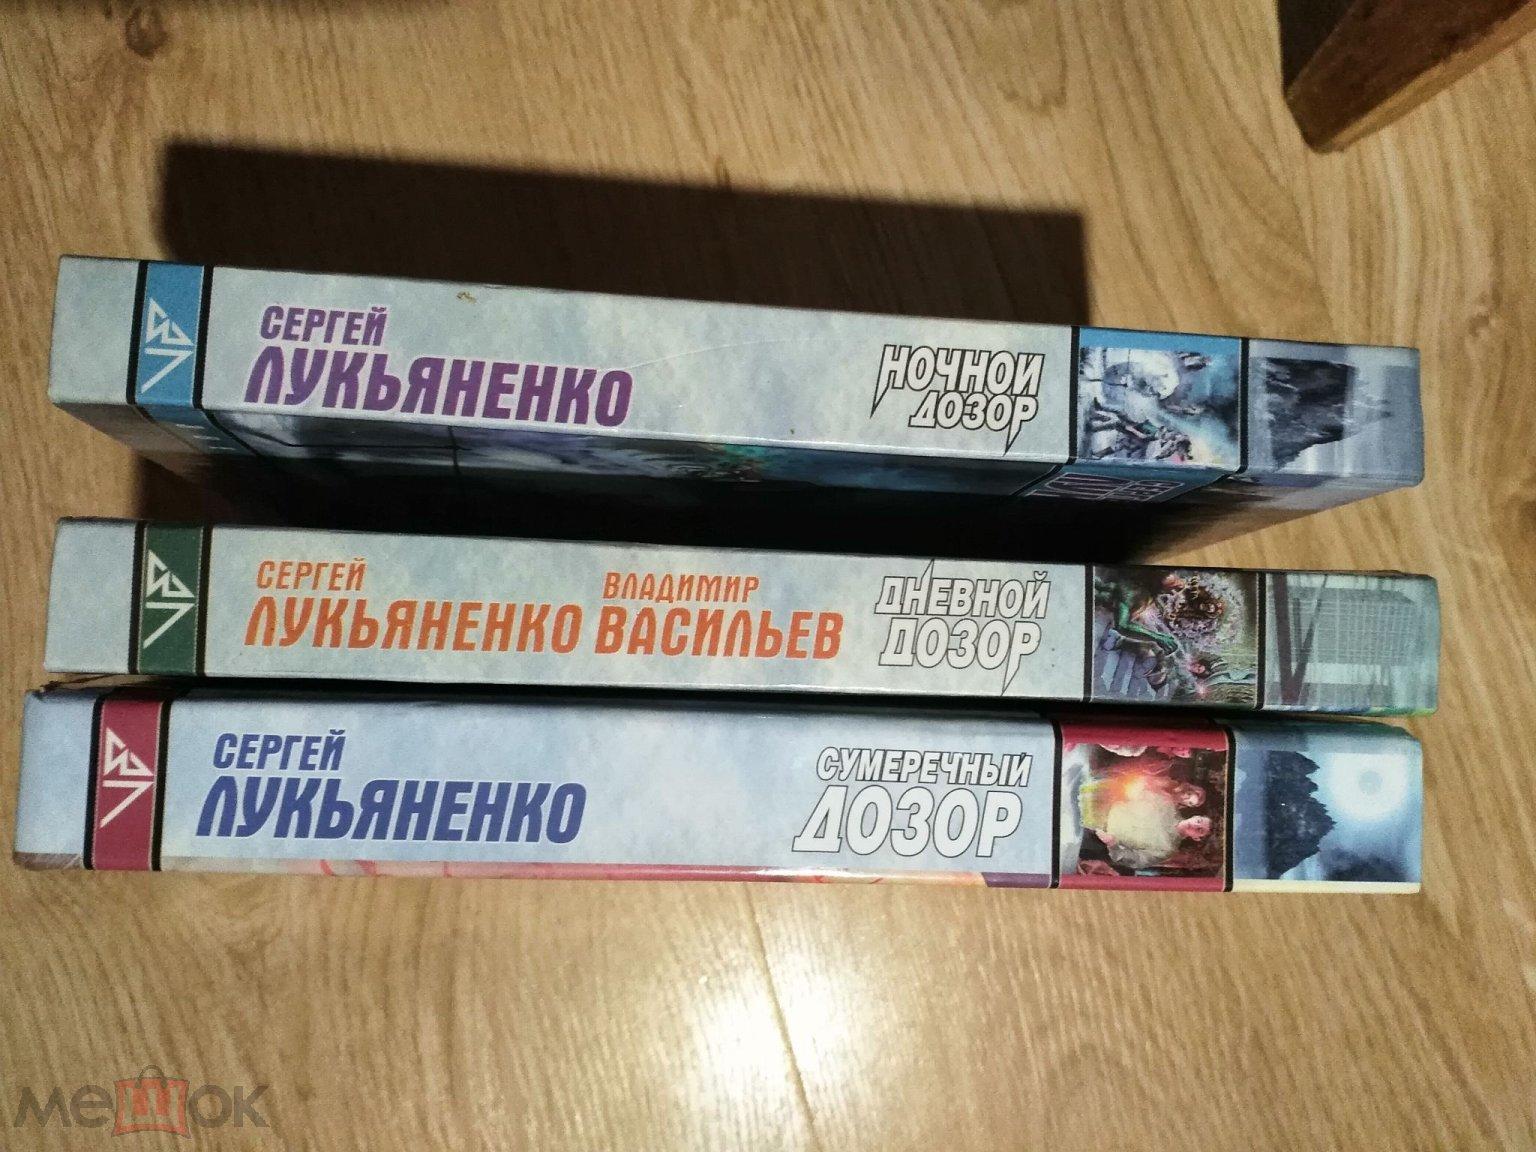 СЕРГЕЙ
ЛУКЬЯНЕНКО
НОЧНОЙ
ДОЗОР
СЕРГЕЙ
ЛУКЬЯНЕНКО
ВЛАДИМИР
ВАСИЛЬЕВ
ДНЕВНОЙ
ДОЗОР
СЕРГЕЙ
ЛУКЬЯНЕНКО
СУМЕРЕЧНЫЙ
ДОЗОР
мешок